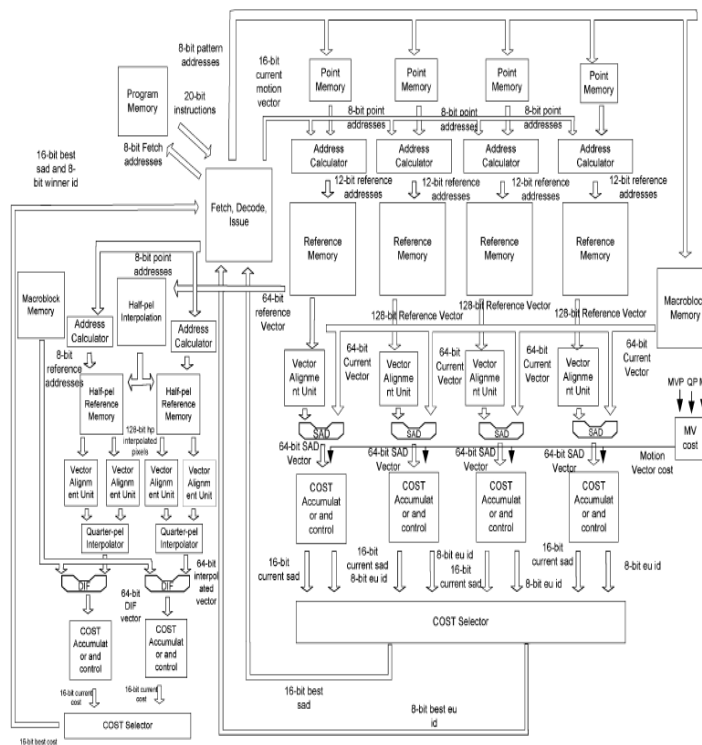 8-bit pattern
addresses
16-bit
current
motion
vector
Program
Memory
20-bit
instructions
8-bit Fetch
addresses
Point
Memory
Point
Memory
Point
Memory
Point
Memory
8-bit point
addresses
8-bit point
addresses
8-bit point
addresses
Address
Calculator
Address
Calculator
Address
Calculator
Address
Calculator
16-bit best
sad and 8-
bit winner id
Fetch, Decode,
Issue
12-bit reference
addresses
12-bit reference
addresses
12-bit reference
addresses
12-bit reference
addresses
Reference
Memory
Reference
Memory
Reference
Memory
Reference
Memory
8-bit point
addresses
Macroblock
Memory
Half-pel
Interpolation
Address
Calculator
Address
Calculator
64-bit
reference
Vector
128-bit Reference Vector
128-bit Reference Vector
128-bit Reference Vector
Macroblock
Memory
8-bit
reference
addresses
Half-pel
Reference
Memory
Half-pel
Reference
Memory
Vector
Alignme
nt Unit
64-bit
Current
Vector
Vector
Alignme
nt Unit
64-bit
Current
Vector
Vector
Alignme
nt Unit
64-bit
Current
Vector
Vector
Alignme
nt Unit
64-bit
Current
Vector
MVP QP M
128-bit hp
interpolated
pixels
SAD
SAD
SAD
SAD
MV
cost
Vector
Alignm
ent Unit
Vector
Alignm
ent Unit
Vector
Alignm
ent Unit
Vector
Alignm
ent Unit
64-bit SAD
Vector
64-bit SAD
Vector
64-bit SAD
Vector
64-bit SAD
Vector
Motion
Vector cost
COST
Accumulat
or and
control
COST
Accumulat
or and
control
COST
Accumulat
or and
control
COST
Accumulat
or and
control
Quarter-pel
Interpolator
Quarter-pel
Interpolator
DIF
DIF
64-bit
DIF
vector
64-bit
interpol
ated
vector
16-bit
current sad
16-bit
current sad
8-bit eu id
8-bit eu id
16-bit
current sad
8-bit eu id
16-bit
current sad
8-bit eu id
COST Selector
COST
Accumulat
or and
control
COST
Accumulat
or and
control
16-bit best
sad
8-bit best eu
id
16-bit current
cost
16-bit current
cost
COST Selector
16-bit best cost